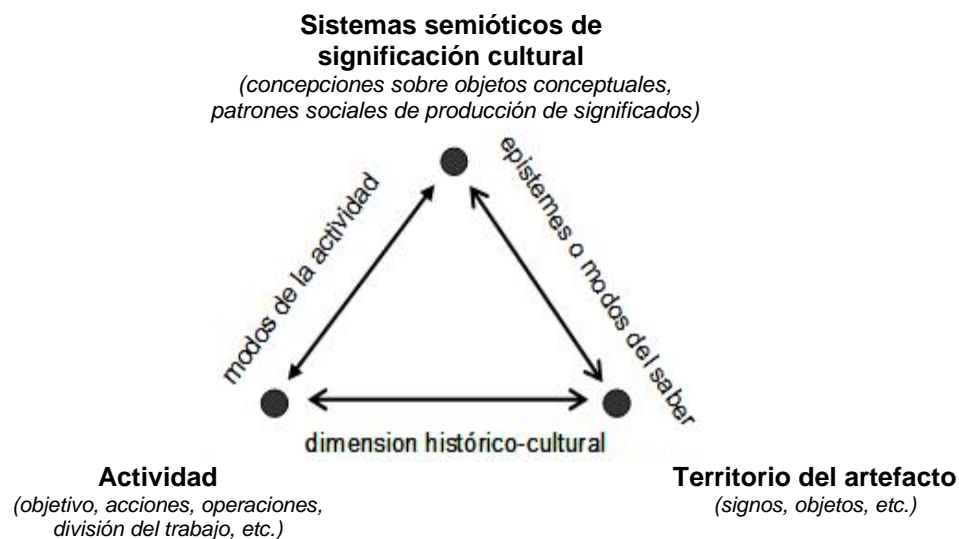 Sistemas semióticos de
significación cultural
(concepciones sobre objetos conceptuales,
patrones sociales de producción de significados)
modos de la actividad
epistemes o modos del saber
dimension histórico-cultural
Actividad
(objetivo, acciones, operaciones,
división del trabajo, etc.)
Territorio del artefacto
(signos, objetos, etc.)